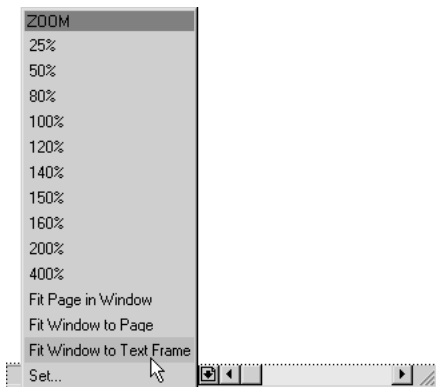 ZOOM
25%
50%
80%
100%
120%
140%
150%
160%
200%
400%
Fit Page in Window
Fit Window to Page
Fit Window to Text Frame
Set...